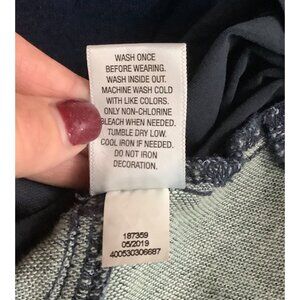 WASH ONCE
BEFORE WEARING.
WASH INSIDE OUT.
MACHINE WASH COLD
WITH LIKE COLORS.
ONLY NON-CHLORINE
BLEACH WHEN NEEDED.
TUMBLE DRY LOW.
COOL IRON IF NEEDED.
DO NOT IRON
DECORATION.
187359
05/2019
400530306687